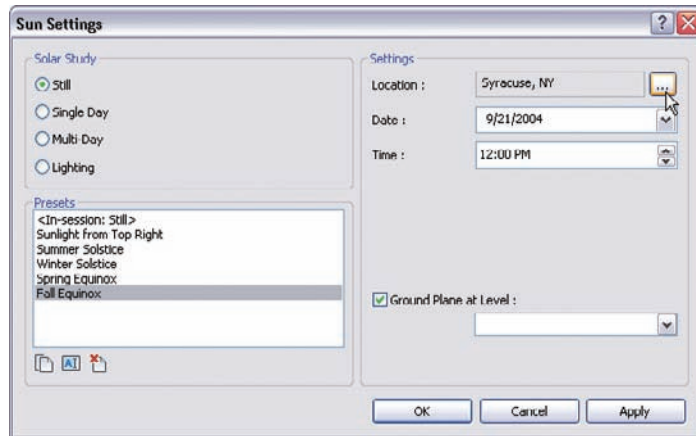 Sun Settings
Solar Study
Still
Single Day
Multi-Day
Lighting
Presets
<In-session: Still>
Sunlight from Top Right
Summer Solstice
Winter Solstice
Spring Equinox
Fall Equinox
AI
Settings
Location : Syracuse, NY ...
Date : 9/21/2004
Time : 12:00 PM
Ground Plane at Level :
OK Cancel Apply